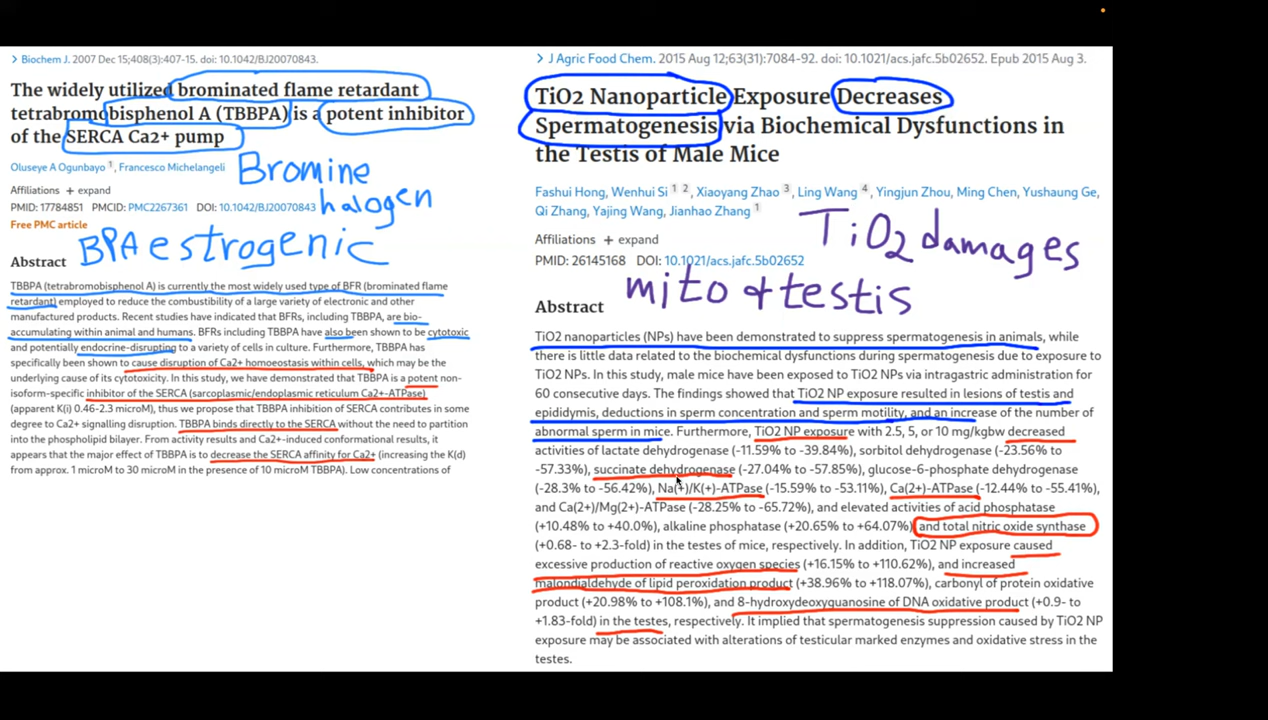 > Biochem J. 2007 Dec 15;408(3):407-15. doi: 10.1042/BJ20070843.
The widely utilized brominated flame retardant
tetrabromobisphenol A (TBBPA) is a potent inhibitor
of the SERCA Ca2+ pump
Oluseye A Ogunbayo 1, Francesco Michelangeli
Bromine
halogen
Affiliations + expand
PMID: 17784851 PMCID: PMC2267361 DOI: 10.1042/BJ20070843
Free PMC article
BPA estrogenic
Abstract
TBBPA (tetrabromobisphenol A) is currently the most widely used type of BFR (brominated flame
retardant) employed to reduce the combustibility of a large variety of electronic and other
manufactured products. Recent studies have indicated that BFRs, including TBBPA, are bio-
accumulating within animal and humans. BFRs including TBBPA have also been shown to be cytotoxic
and potentially endocrine-disrupting to a variety of cells in culture. Furthermore, TBBPA has
specifically been shown to cause disruption of Ca2+ homoeostasis within cells, which may be the
underlying cause of its cytotoxicity. In this study, we have demonstrated that TBBPA is a potent non-
isoform-specific inhibitor of the SERCA (sarcoplasmic/endoplasmic reticulum Ca2+-ATPase)
(apparent K(i) 0.46-2.3 microM), thus we propose that TBBPA inhibition of SERCA contributes in some
degree to Ca2+ signalling disruption. TBBPA binds directly to the SERCA without the need to partition
into the phospholipid bilayer. From activity results and Ca2+-induced conformational results, it
appears that the major effect of TBBPA is to decrease the SERCA affinity for Ca2+ (increasing the K(d)
from approx. 1 microM to 30 microM in the presence of 10 microM TBBPA). Low concentrations of
> J Agric Food Chem. 2015 Aug 12;63(31):7084-92. doi: 10.1021/acs.jafc.5b02652. Epub 2015 Aug 3.
TiO2 Nanoparticle Exposure Decreases
Spermatogenesis via Biochemical Dysfunctions in
the Testis of Male Mice
Fashui Hong, Wenhui Si 1 2, Xiaoyang Zhao 3, Ling Wang 4, Yingjun Zhou, Ming Chen, Yushaung Ge,
Qi Zhang, Yajing Wang, Jianhao Zhang 1
TiO2 damages
Affiliations + expand
PMID: 26145168 DOI: 10.1021/acs.jafc.5b02652
mito & testis
Abstract
TiO2 nanoparticles (NPs) have been demonstrated to suppress spermatogenesis in animals, while
there is little data related to the biochemical dysfunctions during spermatogenesis due to exposure to
TiO2 NPs. In this study, male mice have been exposed to TiO2 NPs via intragastric administration for
60 consecutive days. The findings showed that TiO2 NP exposure resulted in lesions of testis and
epididymis, deductions in sperm concentration and sperm motility, and an increase of the number of
abnormal sperm in mice. Furthermore, TiO2 NP exposure with 2.5, 5, or 10 mg/kgbw decreased
activities of lactate dehydrogenase (-11.59% to -39.84%), sorbitol dehydrogenase (-23.56% to
-57.33%), succinate dehydrogenase (-27.04% to -57.85%), glucose-6-phosphate dehydrogenase
(-28.3% to -56.42%), Na(+)/K(+)-ATPase (-15.59% to -53.11%), Ca(2+)-ATPase (-12.44% to -55.41%),
and Ca(2+)/Mg(2+)-ATPase (-28.25% to -65.72%), and elevated activities of acid phosphatase
(+10.48% to +40.0%), alkaline phosphatase (+20.65% to +64.07%), and total nitric oxide synthase
(+0.68- to +2.3-fold) in the testes of mice, respectively. In addition, TiO2 NP exposure caused
excessive production of reactive oxygen species (+16.15% to +110.62%), and increased
malondialdehyde of lipid peroxidation product (+38.96% to +118.07%), carbonyl of protein oxidative
product (+20.98% to +108.1%), and 8-hydroxydeoxyguanosine of DNA oxidative product (+0.9- to
+1.83-fold) in the testes, respectively. It implied that spermatogenesis suppression caused by TiO2 NP
exposure may be associated with alterations of testicular marked enzymes and oxidative stress in the
testes.